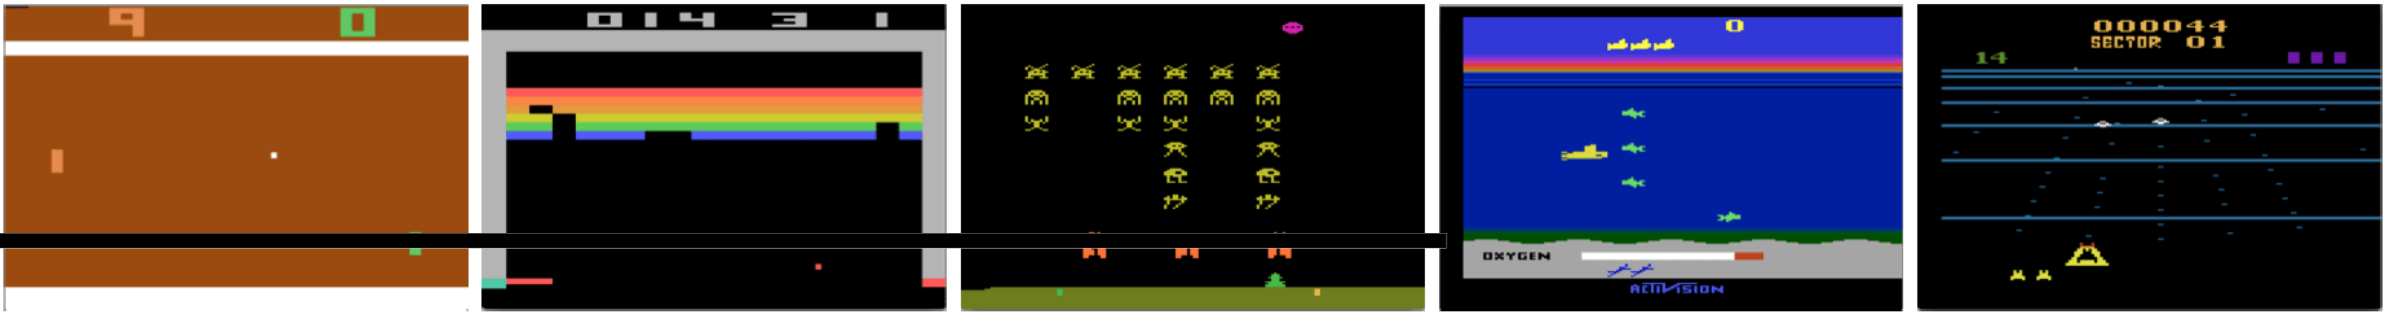 9 0
0 1 4 3 1
0
OXYGEN
ACTIVISION
000044
SECTOR 01
14